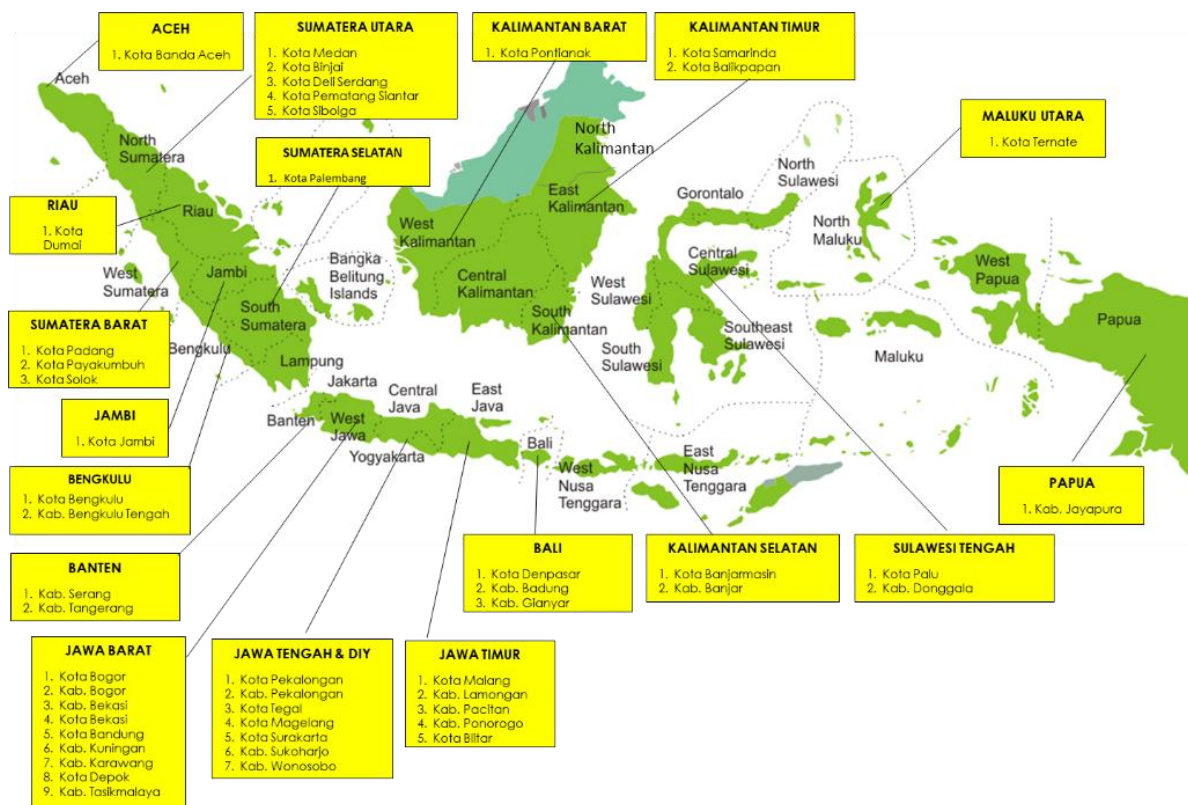 ACEH
1. Kota Banda Aceh
SUMATERA UTARA
1. Kota Medan
2. Kota Binjai
3. Kota Deli Serdang
4. Kota Pematang Siantar
5. Kota Sibolga
KALIMANTAN BARAT
1. Kota Pontianak
KALIMANTAN TIMUR
1. Kota Samarinda
2. Kota Balikpapan
MALUKU UTARA
1. Kota Ternate
SUMATERA SELATAN
1. Kota Palembang
RIAU
1. Kota
Dumai
SUMATERA BARAT
1. Kota Padang
2. Kota Payakumbuh
3. Kota Solok
JAMBI
1. Kota Jambi
BENGKULU
1. Kota Bengkulu
2. Kab. Bengkulu Tengah
BANTEN
1. Kab. Serang
2. Kab. Tangerang
JAWA BARAT
1. Kota Bogor
2. Kab. Bogor
3. Kab. Bekasi
4. Kota Bekasi
5. Kota Bandung
6. Kab. Kuningan
7. Kab. Karawang
8. Kota Depok
9. Kab. Tasikmalaya
JAWA TENGAH & DIY
1. Kota Pekalongan
2. Kab. Pekalongan
3. Kota Tegal
4. Kota Magelang
5. Kota Surakarta
6. Kab. Sukoharjo
7. Kab. Wonosobo
JAWA TIMUR
1. Kota Malang
2. Kab. Lamongan
3. Kab. Pacitan
4. Kab. Ponorogo
5. Kota Blitar
BALI
1. Kota Denpasar
2. Kab. Badung
3. Kab. Gianyar
KALIMANTAN SELATAN
1. Kota Banjarmasin
2. Kab. Banjar
SULAWESI TENGAH
1. Kota Palu
2. Kab. Donggala
PAPUA
1. Kab. Jayapura
Aceh
North
Sumatera
Riau
West
Sumatera
Jambi
South
Sumatera
Bengkulu
Lampung
Bangka
Belitung
Islands
Jakarta
Banten
West
Jawa
Central
Java
Yogyakarta
East
Java
Bali
West
Nusa
Tenggara
East
Nusa
Tenggara
West
Kalimantan
Central
Kalimantan
South
Kalimantan
East
Kalimantan
North
Kalimantan
Gorontalo
North
Sulawesi
Central
Sulawesi
West
Sulawesi
South
Sulawesi
Southeast
Sulawesi
North
Maluku
Maluku
West
Papua
Papua